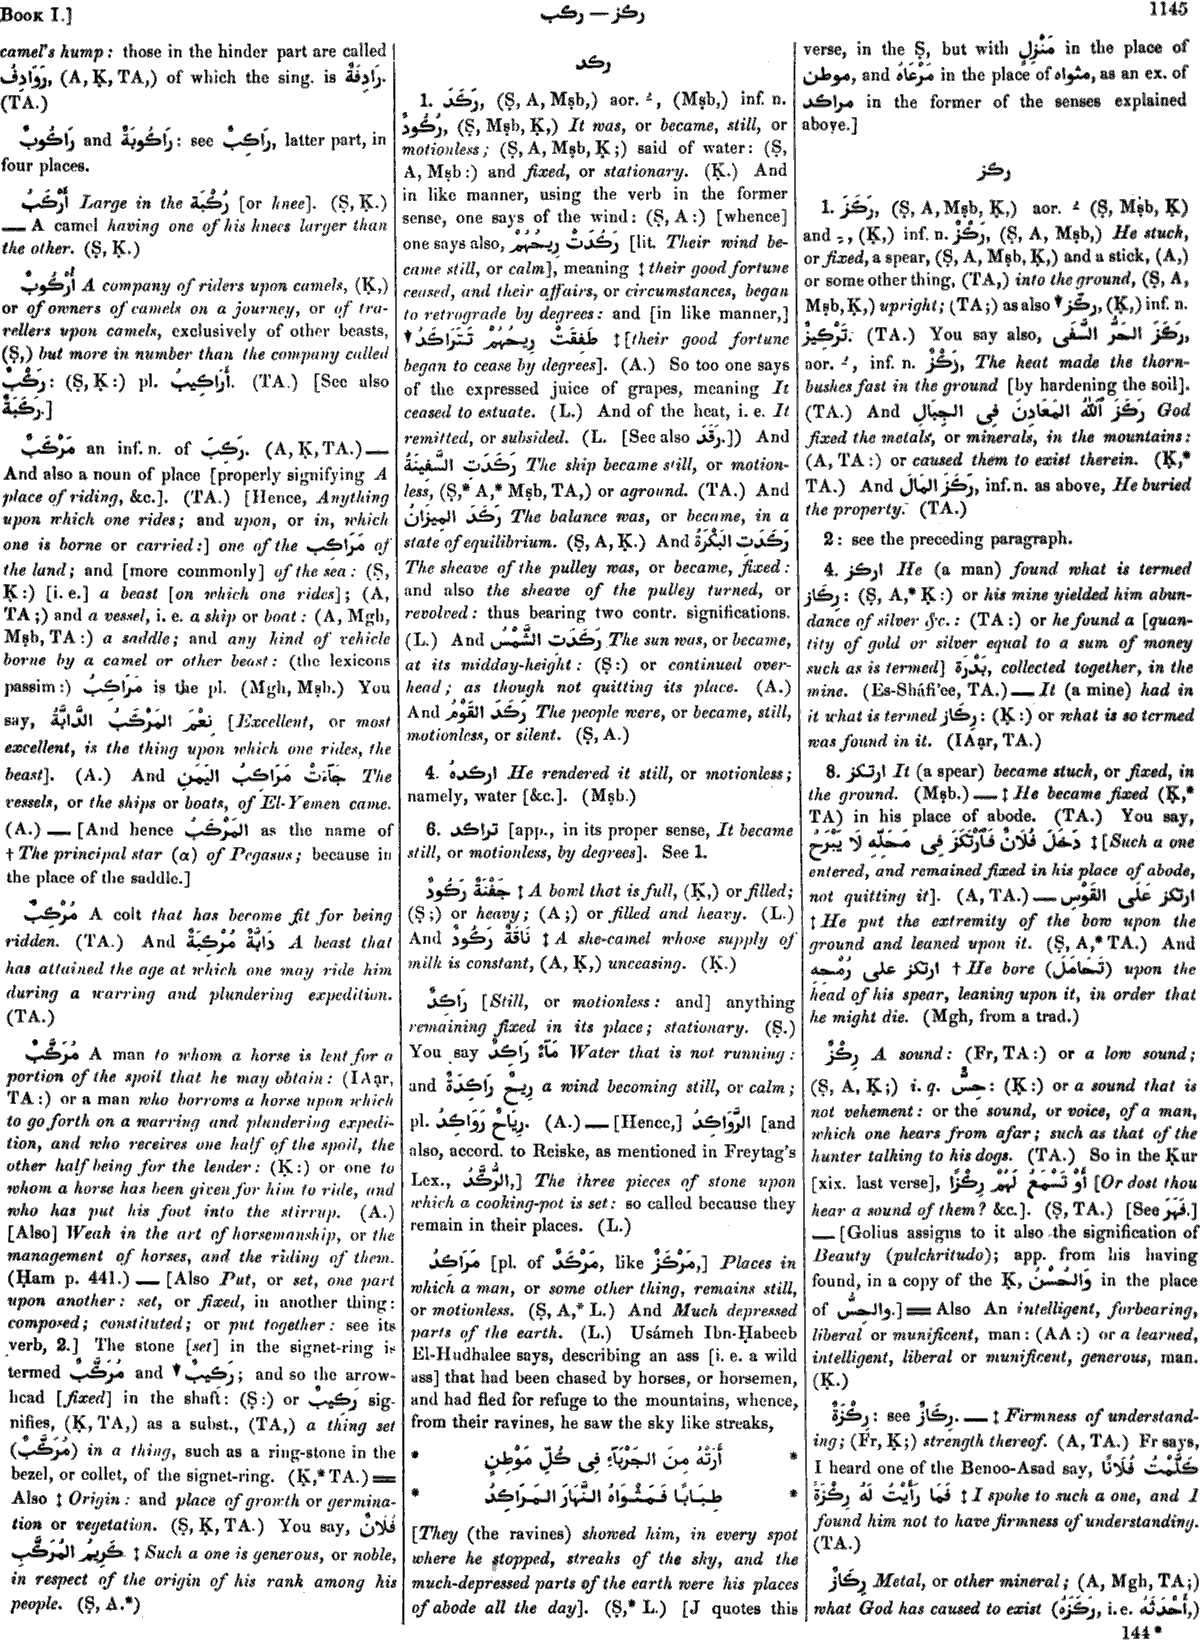 Book I.]
ركب — ركز
1145
camel's hump: those in the hinder part are called
رَوَادِفُ, (A, Ḳ, TA,) of which the sing. is رَادِفَةٌ.
(TA.)
رَاكُوبٌ and رَاكُوبَةٌ: see رَاكِبٌ, latter part, in
four places.
أَرْكَبُ Large in the رُكْبَة [or knee]. (Ṣ, Ḳ.)
— A camel having one of his knees larger than
the other. (Ṣ, Ḳ.)
أُرْكُوبٌ A company of riders upon camels, (Ḳ,)
or of owners of camels on a journey, or of tra-
vellers upon camels, exclusively of other beasts,
(Ṣ,) but more in number than the company called
رَكْبٌ: (Ṣ, Ḳ:) pl. أَرَاكِيبُ. (TA.) [See also
رَكَبَةٌ.]
مَرْكَبٌ an inf. n. of رَكِبَ. (A, Ḳ, TA.) —
And also a noun of place [properly signifying A
place of riding, &c.]. (TA.) [Hence, Anything
upon which one rides; and upon, or in, which
one is borne or carried:] one of the مَرَاكِب of
the land; and [more commonly] of the sea: (Ṣ,
Ḳ:) [i. e.] a beast [on which one rides]; (A,
TA;) and a vessel, i. e. a ship or boat: (A, Mgh,
Mṣb, TA:) a saddle; and any kind of vehicle
borne by a camel or other beast: (the lexicons
passim:) مَرَاكِبُ is the pl. (Mgh, Mṣb.) You
say, نِعْمَ المَرْكَبُ الدَّابَّةُ [Excellent, or most
excellent, is the thing upon which one rides, the
beast]. (A.) And جَآءَتْ مَرَاكِبُ اليَمَنِ The
vessels, or the ships or boats, of El-Yemen came.
(A.) — [And hence المَرْكَبُ as the name of
† The principal star (α) of Pegasus; because in
the place of the saddle.]
مُرْكِبٌ A colt that has become fit for being
ridden. (TA.) And دَابَّةٌ مُرْكِبَةٌ A beast that
has attained the age at which one may ride him
during a warring and plundering expedition.
(TA.)
مُرَكَّبٌ A man to whom a horse is lent for a
portion of the spoil that he may obtain: (IAạr,
TA:) or a man who borrows a horse upon which
to go forth on a warring and plundering expedi-
tion, and who receives one half of the spoil, the
other half being for the lender: (Ḳ:) or one to
whom a horse has been given for him to ride, and
who has put his foot into the stirrup. (A.)
[Also] Weak in the art of horsemanship, or the
management of horses, and the riding of them.
(Ḥam p. 441.) — [Also Put, or set, one part
upon another: set, or fixed, in another thing:
composed; constituted; or put together: see its
verb, 2.] The stone [set] in the signet-ring is
termed مُرَكَّبٌ and ▾رَكِيبٌ; and so the arrow-
head [fixed] in the shaft: (Ṣ:) or رَكِيبٌ sig-
nifies, (Ḳ, TA,) as a subst., (TA,) a thing set
(مُرَكَّبٌ) in a thing, such as a ring-stone in the
bezel, or collet, of the signet-ring. (Ḳ,* TA.) ══
Also ‡ Origin: and place of growth or germina-
tion or vegetation. (Ṣ, Ḳ, TA.) You say, فُلَانٌ
كَرِيمُ المُرَكَّبِ ‡ Such a one is generous, or noble,
in respect of the origin of his rank among his
people. (Ṣ, A.*)
ركد
1. رَكَدَ, (Ṣ, A, Mṣb,) aor. ـُ, (Mṣb,) inf. n.
رُكُودٌ, (Ṣ, Mṣb, Ḳ,) It was, or became, still, or
motionless; (Ṣ, A, Mṣb, Ḳ;) said of water: (Ṣ,
A, Mṣb:) and fixed, or stationary. (Ḳ.) And
in like manner, using the verb in the former
sense, one says of the wind: (Ṣ, A:) [whence]
one says also, رَكَدَتْ رِيحُهُمْ [lit. Their wind be-
came still, or calm], meaning ‡ their good fortune
ceased, and their affairs, or circumstances, began
to retrograde by degrees: and [in like manner,]
▾طَفِقَتْ رِيحُهُمْ تَتَرَاكَدُ ‡ [their good fortune
began to cease by degrees]. (A.) So too one says
of the expressed juice of grapes, meaning It
ceased to estuate. (L.) And of the heat, i. e. It
remitted, or subsided. (L. [See also رَقَدَ.]) And
رَكَدَتِ السَّفِينَةُ The ship became still, or motion-
less, (Ṣ,* A,* Mṣb, TA,) or aground. (TA.) And
رَكَدَ المِيزَانُ The balance was, or became, in a
state of equilibrium. (Ṣ, A, Ḳ.) And رَكَدَتِ البَكْرَةُ
The sheave of the pulley was, or became, fixed:
and also the sheave of the pulley turned, or
revolved: thus bearing two contr. significations.
(L.) And رَكَدَتِ الشَّمْسُ The sun was, or became,
at its midday-height: (Ṣ:) or continued over-
head; as though not quitting its place. (A.)
And رَكَدَ القَوْمُ The people were, or became, still,
motionless, or silent. (Ṣ, A.)
4. اركدهُ He rendered it still, or motionless;
namely, water [&c.]. (Mṣb.)
6. تراكد [app., in its proper sense, It became
still, or motionless, by degrees]. See 1.
جَفْنَةٌ رَكُودٌ ‡ A bowl that is full, (Ḳ,) or filled;
(Ṣ;) or heavy; (A;) or filled and heavy. (L.)
And نَاقَةٌ رَكُودٌ ‡ A she-camel whose supply of
milk is constant, (A, Ḳ,) unceasing. (Ḳ.)
رَاكِدٌ [Still, or motionless: and] anything
remaining fixed in its place; stationary. (Ṣ.)
You say مَآءٌ رَاكِدٌ Water that is not running:
and رِيحٌ رَاكِدَةٌ a wind becoming still, or calm;
pl. رِيَاحٌ رَوَاكِدُ. (A.) — [Hence,] الرَّوَاكِدُ [and
also, accord. to Reiske, as mentioned in Freytag's
Lex., الرُّكَّدُ,] The three pieces of stone upon
which a cooking-pot is set: so called because they
remain in their places. (L.)
مَرَاكِدُ [pl. of مَرْكَدٌ, like مَرْكَزٌ,] Places in
which a man, or some other thing, remains still,
or motionless. (Ṣ, A,* L.) And Much depressed
parts of the earth. (L.) Usámeh Ibn-Ḥabeeb
El-Hudhalee says, describing an ass [i. e. a wild
ass] that had been chased by horses, or horsemen,
and had fled for refuge to the mountains, whence,
from their ravines, he saw the sky like streaks,
* أَرَتْهُ مِنَ الجَرْبَآءِ فِى كُلِّ مَوْطِنٍ *
* طِبَابًا فَمَثْوَاهُ النَّهَارَ المَرَاكِدُ *
[They (the ravines) showed him, in every spot
where he stopped, streaks of the sky, and the
much-depressed parts of the earth were his places
of abode all the day]. (Ṣ,* L.) [J quotes this
verse, in the Ṣ, but with مَنْزِلٍ in the place of
موطن, and مَرْعَاهُ in the place of مثواه, as an ex. of
مراكد in the former of the senses explained
above.]
ركز
1. رَكَزَ, (Ṣ, A, Mṣb, Ḳ,) aor. ـُ (Ṣ, Mṣb, Ḳ)
and ـِ, (Ḳ,) inf. n. رَكْزٌ, (Ṣ, A, Mṣb,) He stuck,
or fixed, a spear, (Ṣ, A, Mṣb, Ḳ,) and a stick, (A,)
or some other thing, (TA,) into the ground, (Ṣ, A,
Mṣb, Ḳ,) upright; (TA;) as also ▾ركّز, (Ḳ,) inf. n.
تَرْكِيزٌ. (TA.) You say also, رَكَزَ الحَرُّ السَّفَى,
aor. ـُ, inf. n. رَكْزٌ, The heat made the thorn-
bushes fast in the ground [by hardening the soil].
(TA.) And رَكَزَ ٱللّٰهُ المَعَادِنَ فِى الجِبَالِ God
fixed the metals, or minerals, in the mountains:
(A, TA:) or caused them to exist therein. (Ḳ,*
TA.) And رَكَزَ المَالَ, inf. n. as above, He buried
the property. (TA.)
2: see the preceding paragraph.
4. اركز He (a man) found what is termed
رِكَاز: (Ṣ, A,* Ḳ:) or his mine yielded him abun-
dance of silver &c.: (TA:) or he found a [quan-
tity of gold or silver equal to a sum of money
such as is termed] بَدْرَة, collected together, in the
mine. (Es-Sháfi'ee, TA.) — It (a mine) had in
it what is termed رِكَاز: (Ḳ:) or what is so termed
was found in it. (IAạr, TA.)
8. ارتكز It (a spear) became stuck, or fixed, in
the ground. (Mṣb.) — ‡ He became fixed (Ḳ,*
TA) in his place of abode. (TA.) You say,
دَخَلَ فُلَانٌ فَٱرْتَكَزَ فِى مَحَلِّهِ لَا يَبْرَحُ ‡ [Such a one
entered, and remained fixed in his place of abode,
not quitting it]. (A, TA.) — ارتكز عَلَى القَوْسِ
‡ He put the extremity of the bow upon the
ground and leaned upon it. (Ṣ, A,* TA.) And
ارتكز على رُمْحِهِ † He bore (تَحَامَلَ) upon the
head of his spear, leaning upon it, in order that
he might die. (Mgh, from a trad.)
رِكْزٌ A sound: (Fr, TA:) or a low sound;
(Ṣ, A, Ḳ;) i. q. حِسٌّ: (Ḳ:) or a sound that is
not vehement: or the sound, or voice, of a man,
which one hears from afar; such as that of the
hunter talking to his dogs. (TA.) So in the Ḳur
[xix. last verse], أَوْ تَسْمَعُ لَهُمْ رِكْزًا [Or dost thou
hear a sound of them? &c.]. (Ṣ, TA.) [See قَهَرَ.]
— [Golius assigns to it also the signification of
Beauty (pulchritudo); app. from his having
found, in a copy of the Ḳ, وَالحُسْنُ in the place
of والحِسُّ.] ══ Also An intelligent, forbearing,
liberal or munificent, man: (AA:) or a learned,
intelligent, liberal or munificent, generous, man.
(Ḳ.)
رِكْزَةٌ: see رِكَازٌ. — ‡ Firmness of understand-
ing; (Fr, Ḳ;) strength thereof. (A, TA.) Fr says,
I heard one of the Benoo-Asad say, كَلَّمْتُ فُلَانًا
فَمَا رَأَيْتُ لَهُ رِكْزَةً ‡ I spoke to such a one, and I
found him not to have firmness of understanding.
(TA.)
رِكَازٌ Metal, or other mineral; (A, Mgh, TA;)
what God has caused to exist (رَكَزَهُ, i. e. أَحْدَثَهُ,)
144*